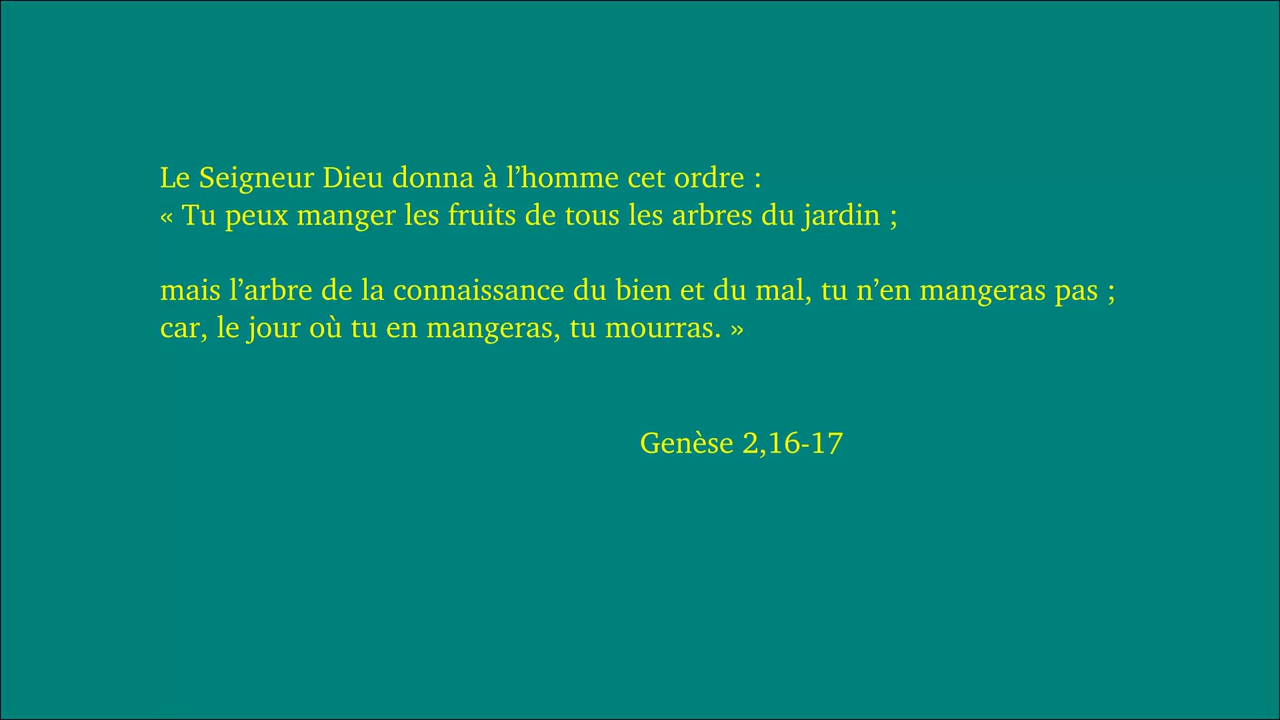 Le Seigneur Dieu donna à l’homme cet ordre :
« Tu peux manger les fruits de tous les arbres du jardin ;
mais l’arbre de la connaissance du bien et du mal, tu n’en mangeras pas ;
car, le jour où tu en mangeras, tu mourras. »
Genèse 2,16-17